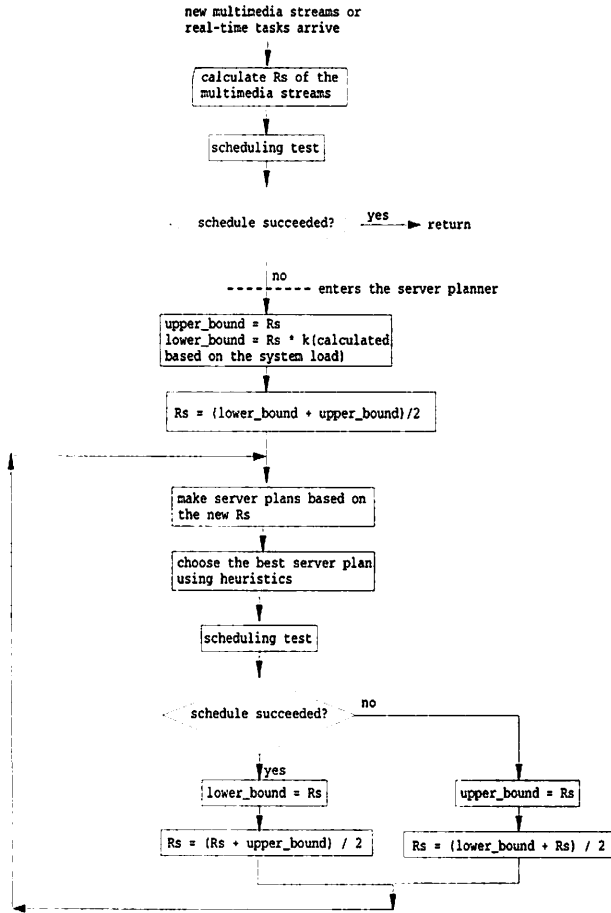 new multimedia streams or
real-time tasks arrive
calculate Rs of the
multimedia streams
scheduling test
schedule succeeded?
yes
return
no
enters the server planner
upper_bound = Rs
lower_bound = Rs * k(calculated
based on the system load)
Rs = (lower_bound + upper_bound)/2
make server plans based on
the new Rs
choose the best server plan
using heuristics
scheduling test
schedule succeeded?
no
yes
lower_bound = Rs
upper_bound = Rs
Rs = (Rs + upper_bound) / 2
Rs = (lower_bound + Rs) / 2